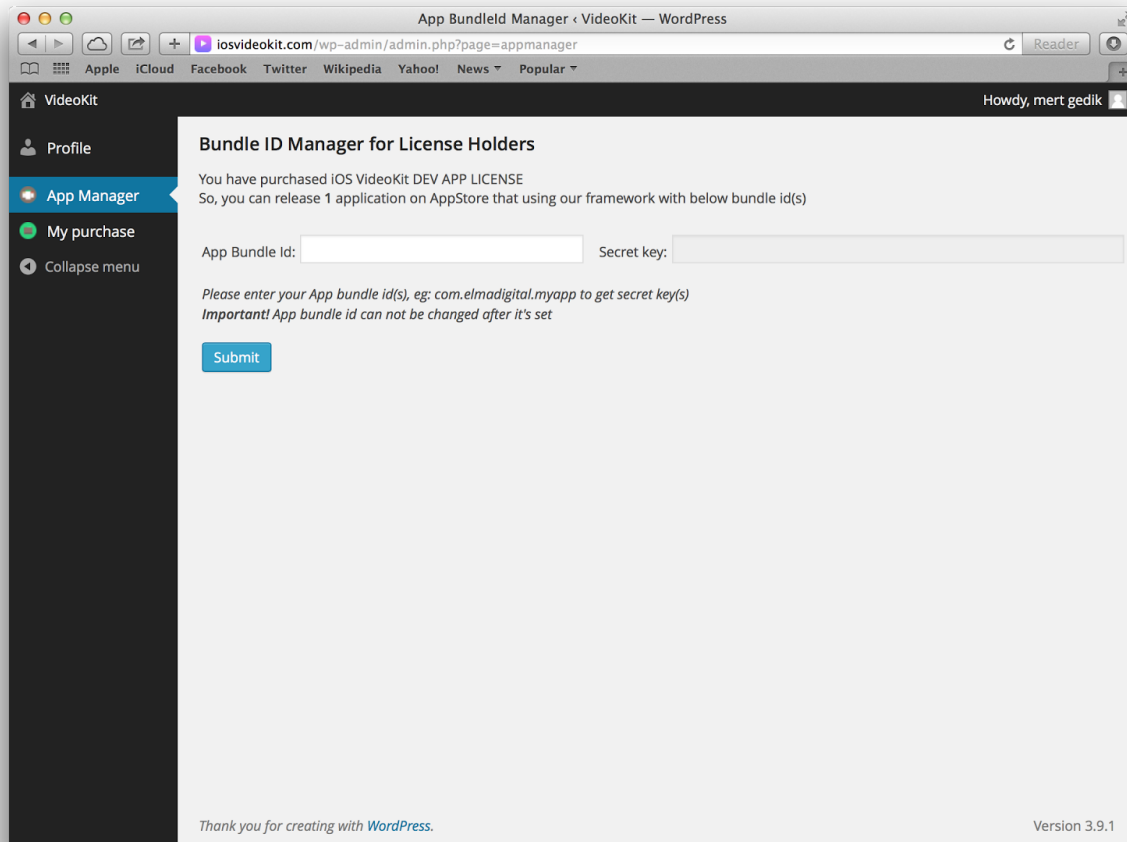 App BundleId Manager ‹ VideoKit — WordPress
iosvideokit.com/wp-admin/admin.php?page=appmanager
Reader
Apple iCloud Facebook Twitter Wikipedia Yahoo! News Popular
VideoKit
Howdy, mert gedik
Profile
App Manager
My purchase
Collapse menu
Bundle ID Manager for License Holders
You have purchased iOS VideoKit DEV APP LICENSE
So, you can release 1 application on AppStore that using our framework with below bundle id(s)
App Bundle Id: Secret key:
Please enter your App bundle id(s), eg: com.elmadigital.myapp to get secret key(s)
Important! App bundle id can not be changed after it's set
Submit
Thank you for creating with WordPress.
Version 3.9.1